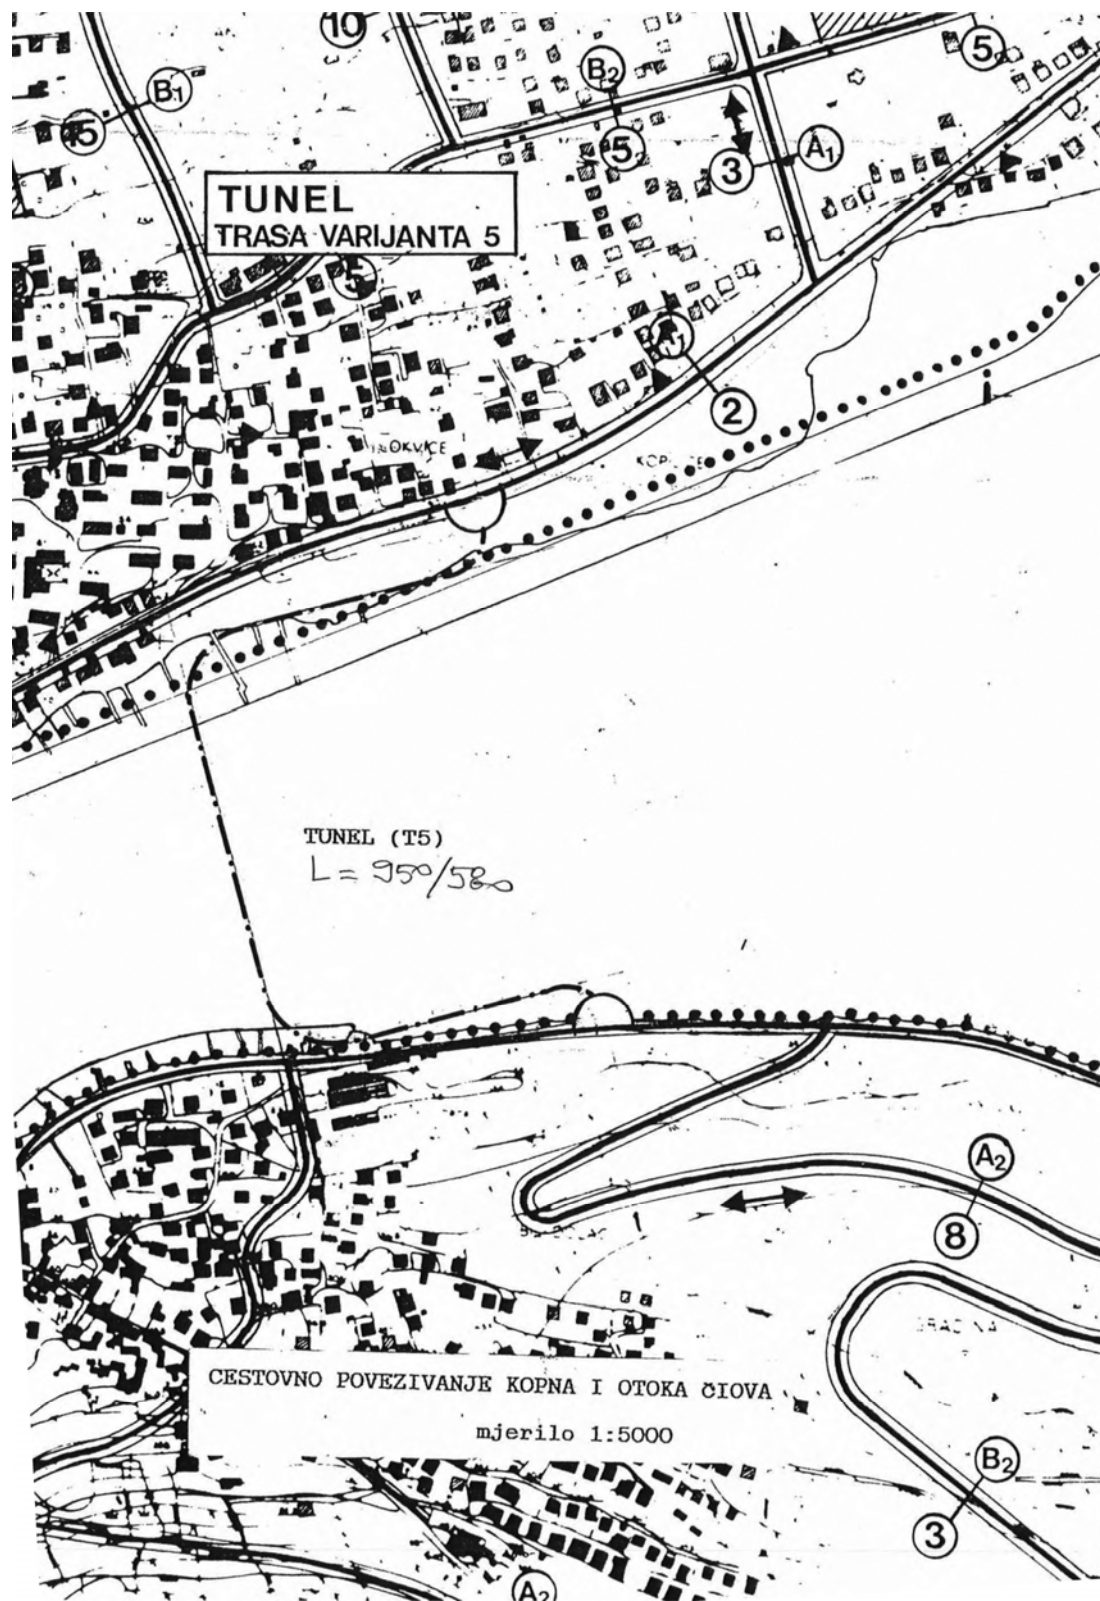 10
5
B1
15
B2
5
3
A1
TUNEL
TRASA VARIJANTA 5
5
2
TUNEL (T5)
L = 950/580
A2
8
CESTOVNO POVEZIVANJE KOPNA I OTOKA ČIOVA
mjerilo 1:5000
B2
3
A2